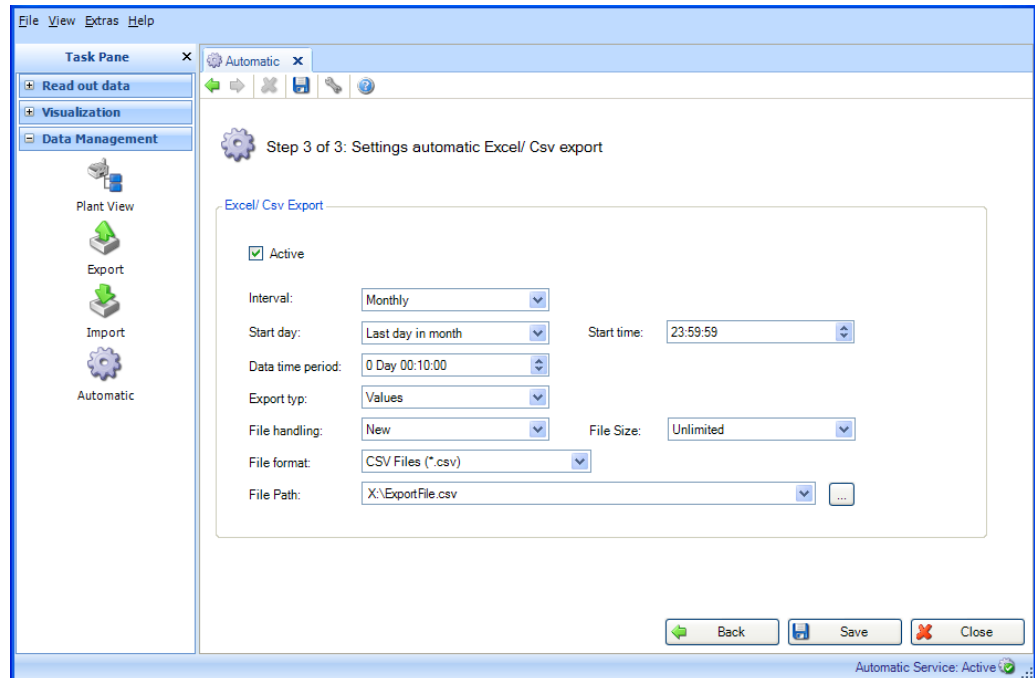 File View Extras Help
Task Pane
Read out data
Visualization
Data Management
Plant View
Export
Import
Automatic
Automatic
Step 3 of 3: Settings automatic Excel/ Csv export
Excel/ Csv Export
Active
Interval: Monthly
Start day: Last day in month Start time: 23:59:59
Data time period: 0 Day 00:10:00
Export typ: Values
File handling: New File Size: Unlimited
File format: CSV Files (*.csv)
File Path: X:\ExportFile.csv ...
Back Save Close
Automatic Service: Active